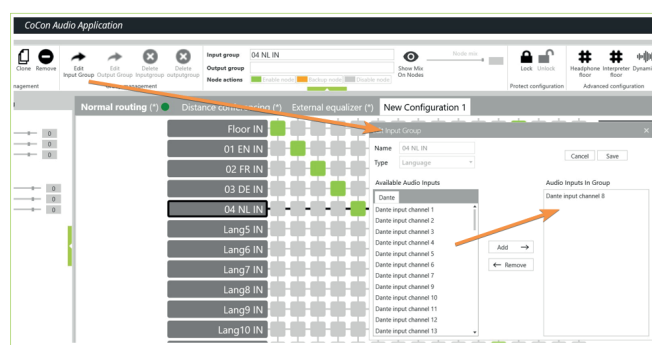 CoCon Audio Application
Clone Remove
Edit Input Group
Edit Output Group
Delete Inputgroup
Delete outputgroup
Input group 04 NL IN
Output group
Node actions Enable node Backup node Disable node
Show Mix On Nodes
Node mix
Lock Unlock
Headphone Roor
Interpreter Roor
Dynami
nagement
management
Protect configuration
Advanced configuration
Normal routing (*) Distance conferencing (*) External equalizer (*) New Configuration 1
0
0
0
0
0
0
Floor IN
01 EN IN
02 FR IN
03 DE IN
04 NL IN
Lang5 IN
Lang6 IN
Lang7 IN
Lang8 IN
Lang9 IN
Lang10 IN
Input Group
Name 04 NL IN
Type Language
Cancel Save
Available Audio Inputs
Dante
Dante input channel 1
Dante input channel 2
Dante input channel 3
Dante input channel 4
Dante input channel 5
Dante input channel 6
Dante input channel 7
Dante input channel 9
Dante input channel 10
Dante input channel 11
Dante input channel 12
Dante input channel 13
Add →
← Remove
Audio Inputs In Group
Dante input channel 8